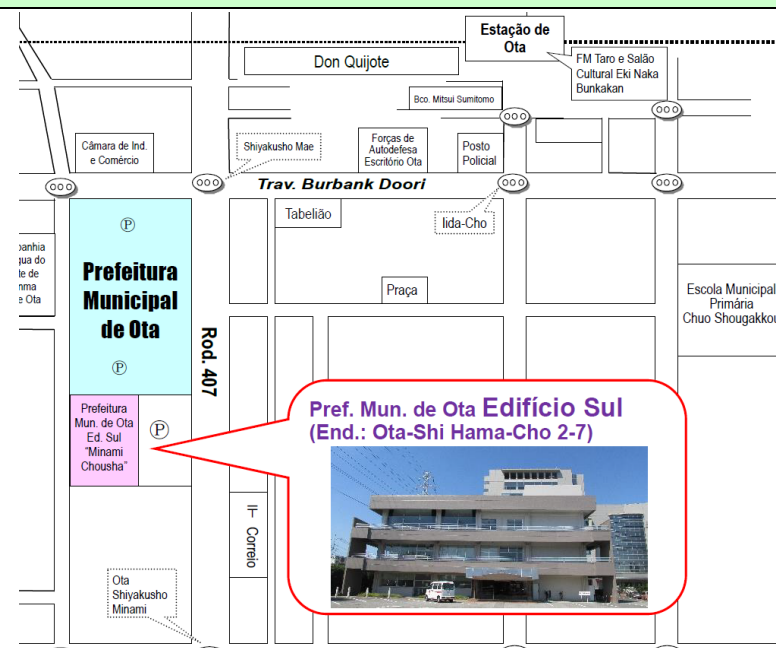 Estação de
Ota
Don Quijote
FM Taro e Salão
Cultural Eki Naka
Bunkakan
Bco. Mitsui Sumitomo
Câmara de Ind.
e Comércio
Shiyakusho Mae
Forças de
Autodefesa
Escritório Ota
Posto
Policial
Trav. Burbank Doori
Tabelião
Iida-Cho
Ⓟ
Prefeitura
Municipal
de Ota
Ⓟ
Praça
Escola Municipal
Primária
Chuo Shougakkou
Rod. 407
Prefeitura
Mun. de Ota
Ed. Sul
"Minami
Chousha"
Ⓟ
Pref. Mun. de Ota Edifício Sul
(End.: Ota-Shi Hama-Cho 2-7)
Correio
Ota
Shiyakusho
Minami